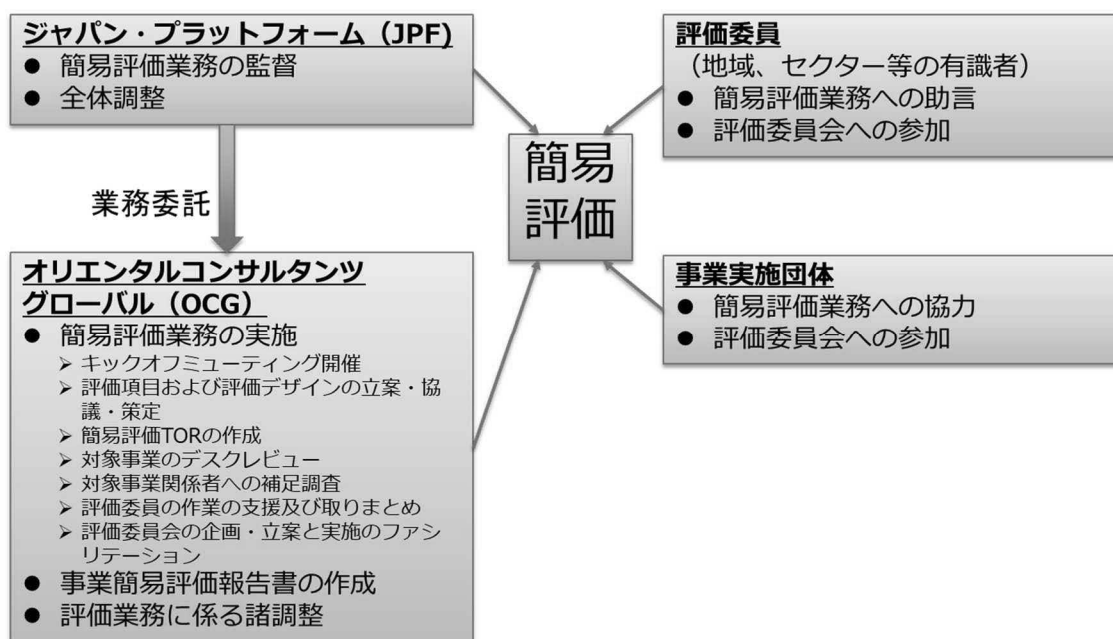 ジャパン・プラットフォーム（JPF)
● 簡易評価業務の監督
● 全体調整
業務委託
オリエンタルコンサルタンツ
グローバル（OCG）
● 簡易評価業務の実施
➢ キックオフミューティング開催
➢ 評価項目および評価デザインの立案・協
議・策定
➢ 簡易評価TORの作成
➢ 対象事業のデスクレビュー
➢ 対象事業関係者への補足調査
➢ 評価委員の作業の支援及び取りまとめ
➢ 評価委員会の企画・立案と実施のファシ
リテーション
● 事業簡易評価報告書の作成
● 評価業務に係る諸調整
簡易
評価
評価委員
（地域、セクター等の有識者）
● 簡易評価業務への助言
● 評価委員会への参加
事業実施団体
● 簡易評価業務への協力
● 評価委員会への参加